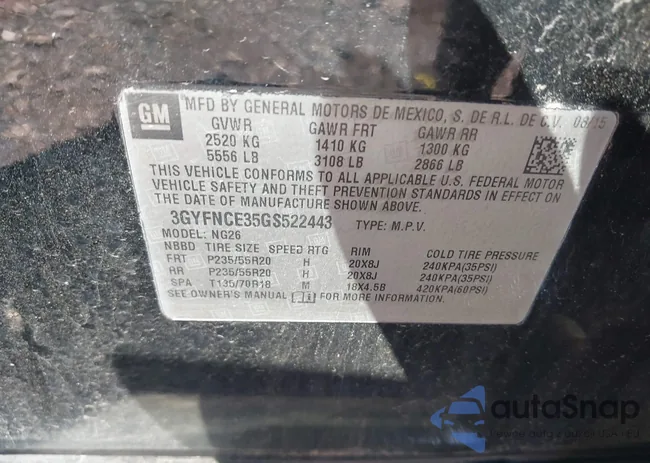 GM
MFD BY GENERAL MOTORS DE MEXICO, S. DE R.L. DE C.V. 08/15
GVWR GAWR FRT GAWR RR
2520 KG 1410 KG 1300 KG
5556 LB 3108 LB 2866 LB
THIS VEHICLE CONFORMS TO ALL APPLICABLE U.S. FEDERAL MOTOR
VEHICLE SAFETY AND THEFT PREVENTION STANDARDS IN EFFECT ON
THE DATE OF MANUFACTURE SHOWN ABOVE.
3GYFNCE35GS522443 TYPE: M.P.V.
MODEL: NG26
NBBD TIRE SIZE SPEED RTG RIM COLD TIRE PRESSURE
FRT P235/55R20 H 20X8J 240KPA(35PSI)
RR P235/55R20 H 20X8J 240KPA(35PSI)
SPA T135/70R18 18X4.5B 420KPA(60PSI)
SEE OWNER'S MANUAL FOR MORE INFORMATION.
autoSnap